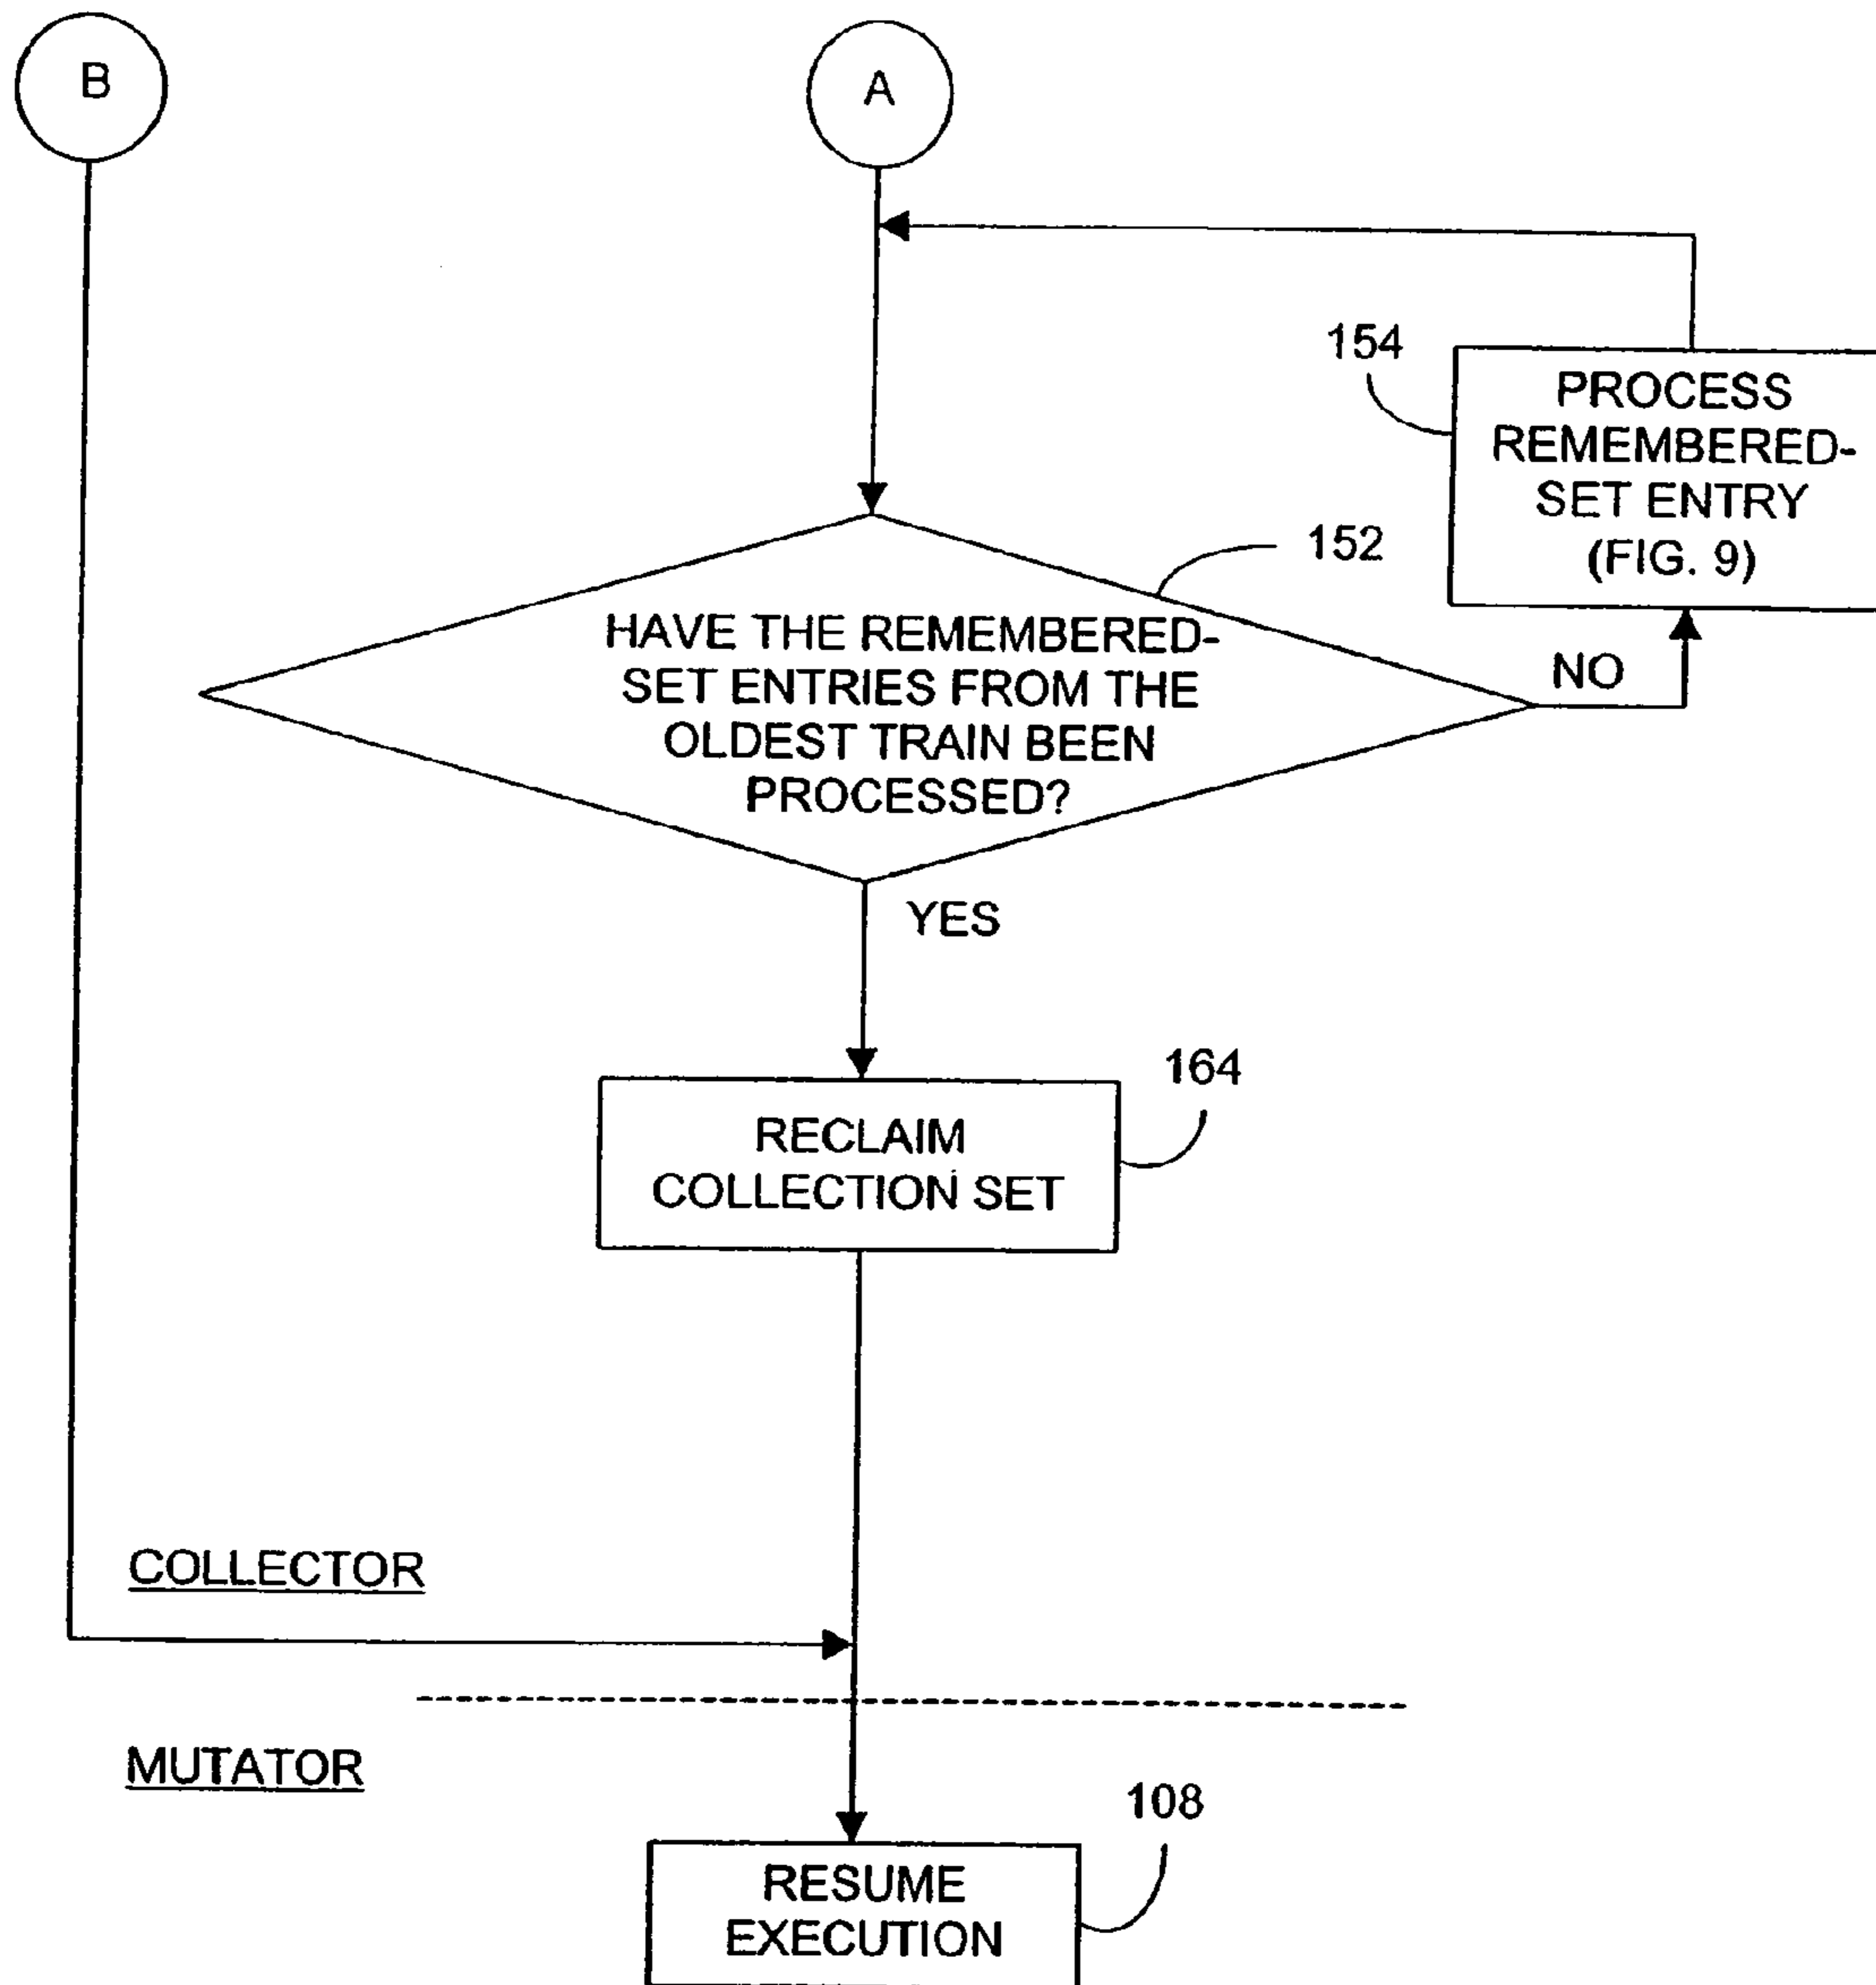 B
A
154
PROCESS
REMEMBERED-
SET ENTRY
(FIG. 9)
152
HAVE THE REMEMBERED-
SET ENTRIES FROM THE
OLDEST TRAIN BEEN
PROCESSED?
NO
YES
164
RECLAIM
COLLECTION SET
COLLECTOR
MUTATOR
108
RESUME
EXECUTION